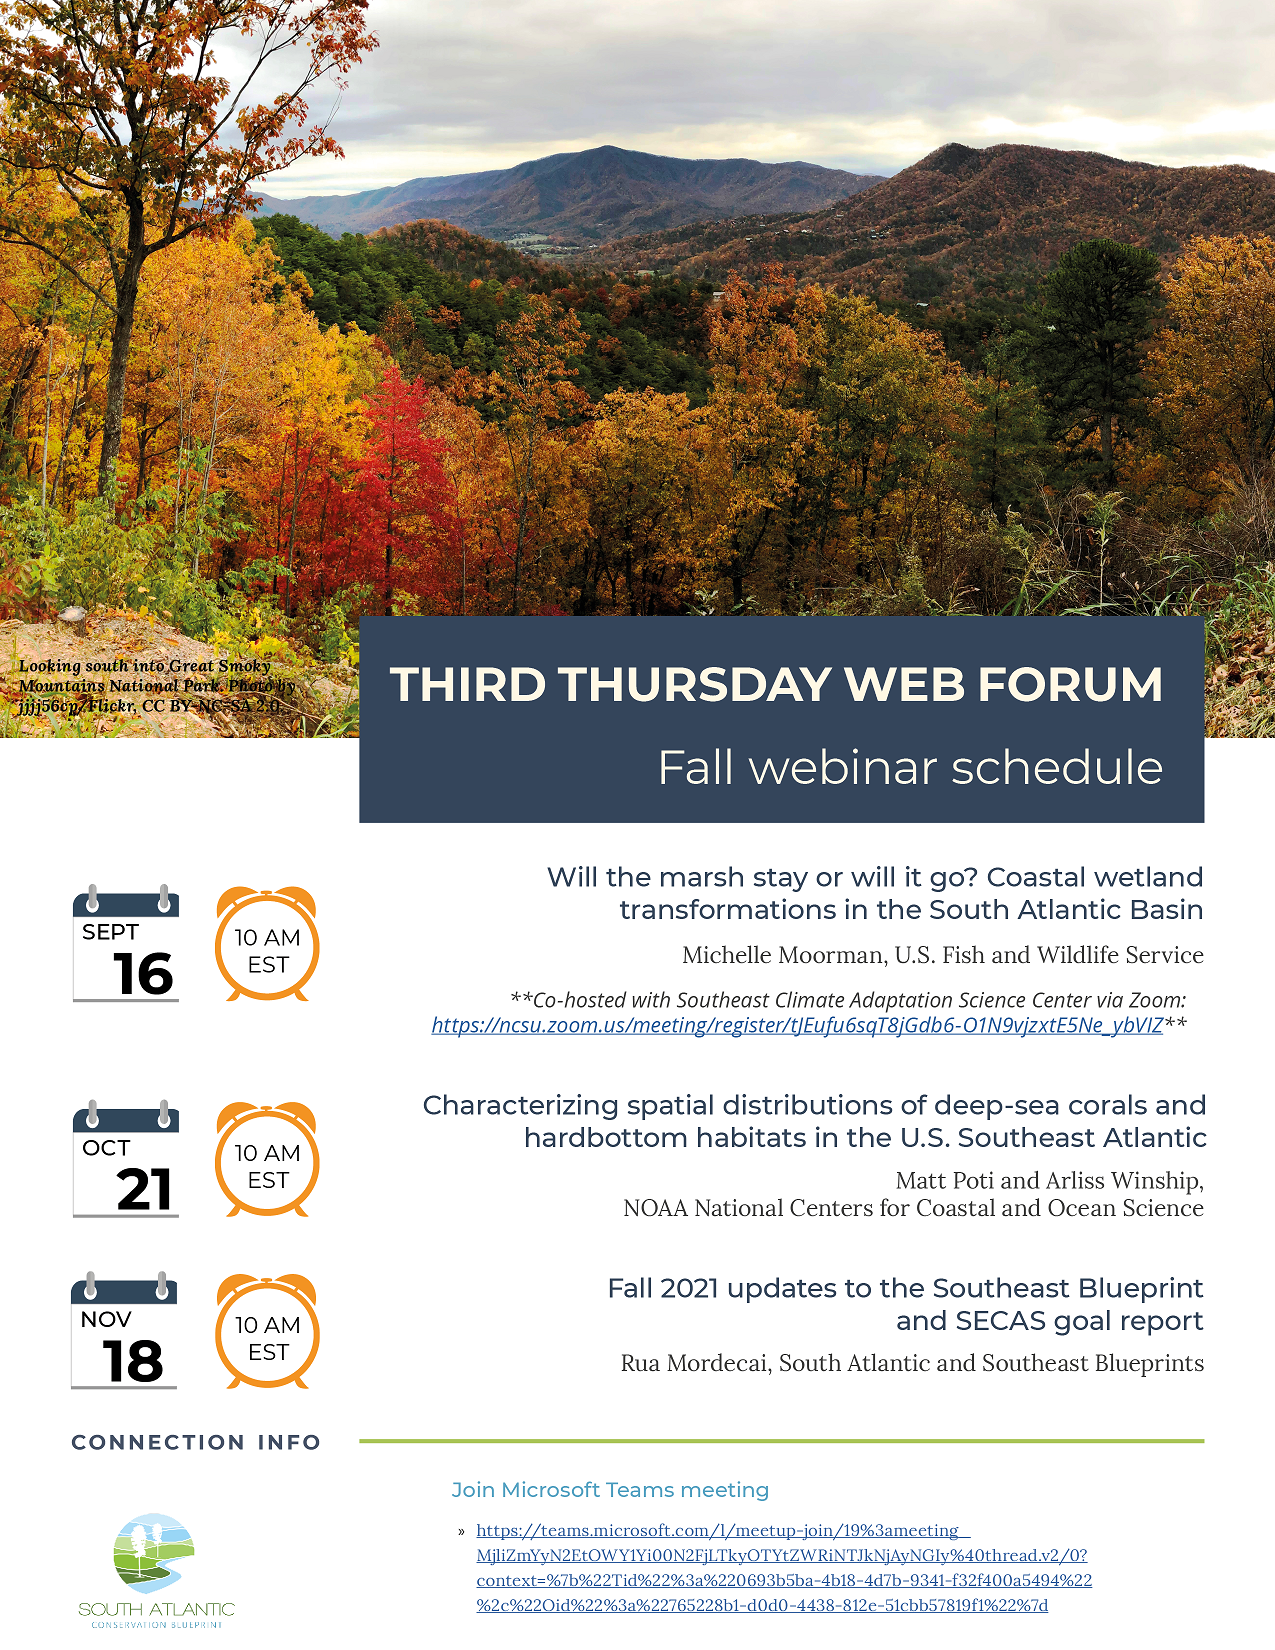 Looking south into Great Smoky
Mountains National Park. Photo by
jjjj56cp/Flickr, CC BY-NC-SA 2.0
THIRD THURSDAY WEB FORUM
Fall webinar schedule
SEPT
16
10 AM
EST
Will the marsh stay or will it go? Coastal wetland
transformations in the South Atlantic Basin
Michelle Moorman, U.S. Fish and Wildlife Service
**Co-hosted with Southeast Climate Adaptation Science Center via Zoom:
https://ncsu.zoom.us/meeting/register/tJEufu6sqT8jGdb6-O1N9vjzxtE5Ne_ybVIZ**
OCT
21
10 AM
EST
Characterizing spatial distributions of deep-sea corals and
hardbottom habitats in the U.S. Southeast Atlantic
Matt Poti and Arliss Winship,
NOAA National Centers for Coastal and Ocean Science
NOV
18
10 AM
EST
Fall 2021 updates to the Southeast Blueprint
and SECAS goal report
Rua Mordecai, South Atlantic and Southeast Blueprints
CONNECTION INFO
Join Microsoft Teams meeting
» https://teams.microsoft.com/l/meetup-join/19%3ameeting_
MjliZmYyN2EtOWY1Yi00N2FjLTkyOTYtZWRiNTJkNjAyNGIy%40thread.v2/0?
context=%7b%22Tid%22%3a%220693b5ba-4b18-4d7b-9341-f32f400a5494%22
%2c%22Oid%22%3a%22765228b1-d0d0-4438-812e-51cbb57819f1%22%7d
SOUTH ATLANTIC
CONSERVATION BLUEPRINT